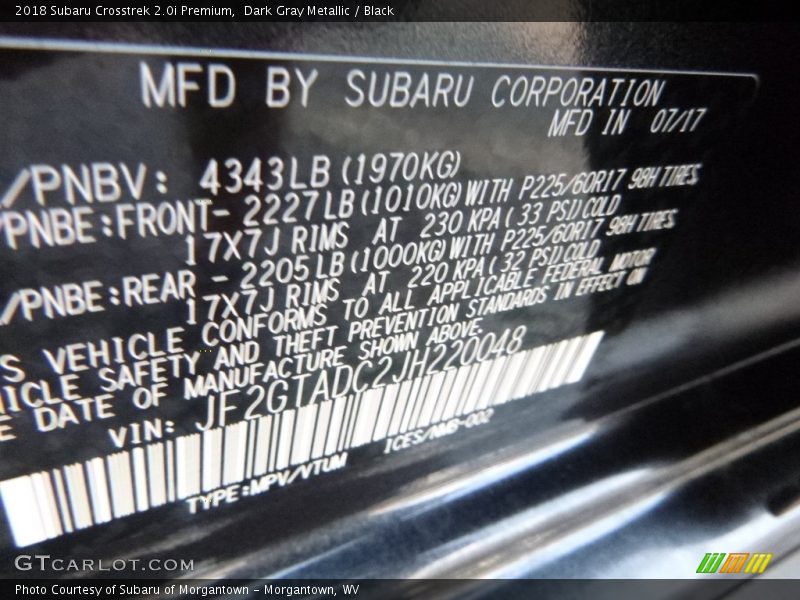 2018 Subaru Crosstrek 2.0i Premium, Dark Gray Metallic / Black
MFD BY SUBARU CORPORATION
MFD IN 07/17
/PNBV: 4343LB (1970KG)
/PNBE:FRONT- 2227LB (1010KG) WITH P225/60R17 98H TIRES
17X7J RIMS AT 230 KPA (33 PSI) COLD
/PNBE:REAR - 2205LB (1000KG) WITH P225/60R17 98H TIRES
17X7J RIMS AT 220 KPA (32 PSI) COLD
S VEHICLE CONFORMS TO ALL APPLICABLE FEDERAL MOTOR
HICLE SAFETY AND THEFT PREVENTION STANDARDS IN EFFECT ON
E DATE OF MANUFACTURE SHOWN ABOVE.
VIN: JF2GTADC2JH220048
TYPE:MPV/VTUM ICES/NMB-002
GTCARLOT.COM
Photo Courtesy of Subaru of Morgantown - Morgantown, WV